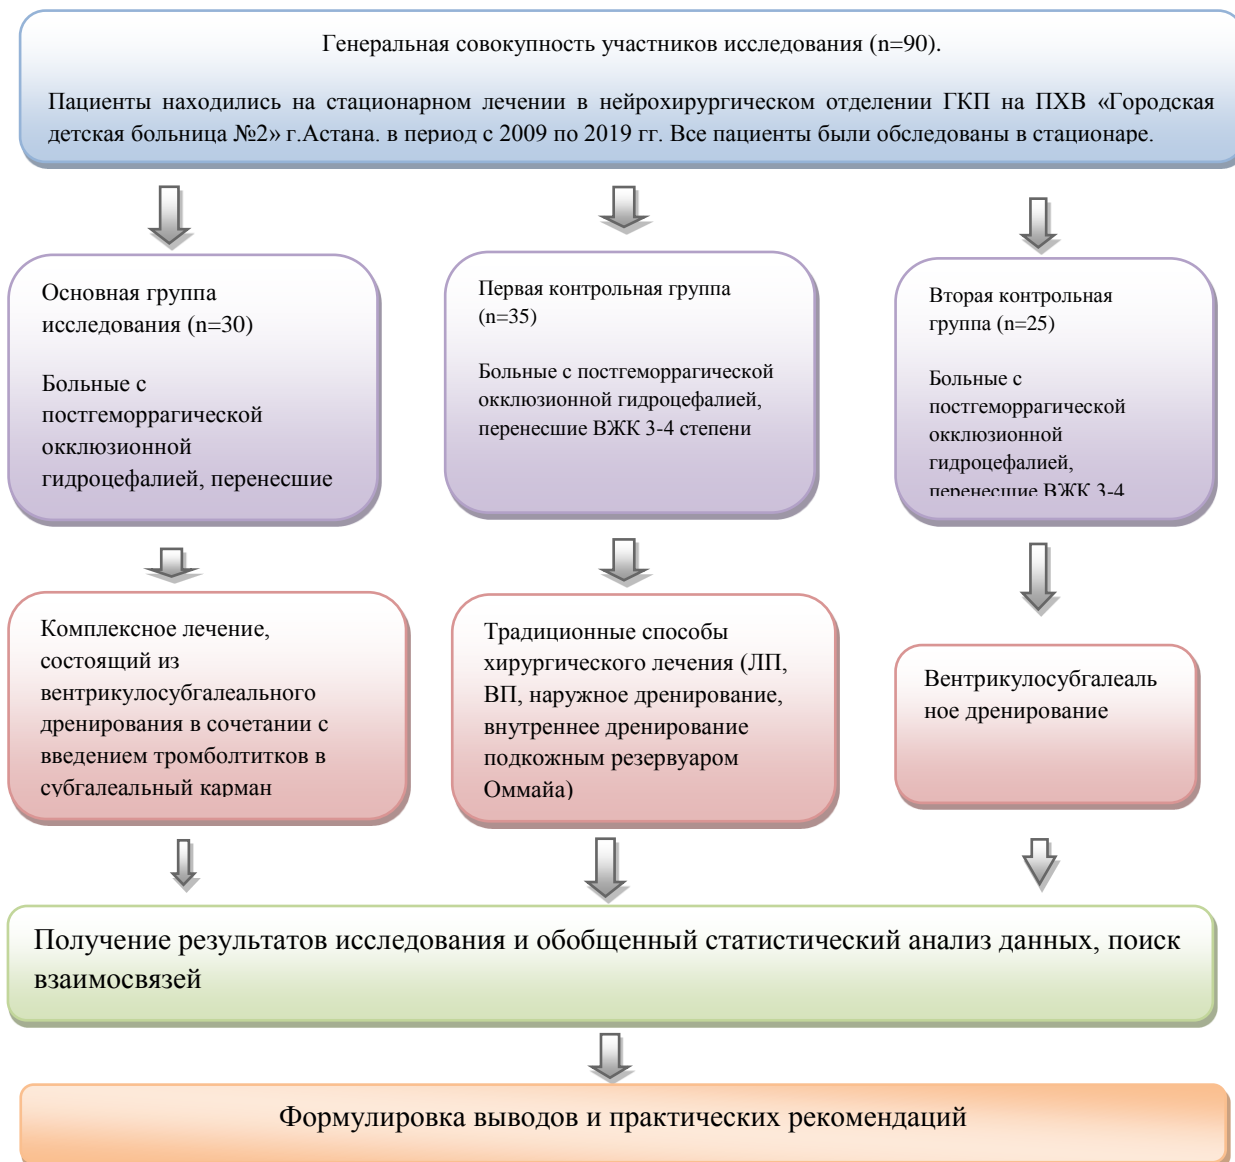 Генеральная совокупность участников исследования (n=90).
Пациенты находились на стационарном лечении в нейрохирургическом отделении ГКП на ПХВ «Городская
детская больница №2» г.Астана. в период с 2009 по 2019 гг. Все пациенты были обследованы в стационаре.
Основная группа
исследования (n=30)
Больные с
постгеморрагической
окклюзионной
гидроцефалией, перенесшие
Первая контрольная группа
(n=35)
Больные с постгеморрагической
окклюзионной гидроцефалией,
перенесшие ВЖК 3-4 степени
Вторая контрольная
группа (n=25)
Больные с
постгеморрагической
окклюзионной
гидроцефалией,
перенесшие ВЖК 3-4
Комплексное лечение,
состоящий из
вентрикулосубгалеального
дренирования в сочетании с
введением тромболтитков в
субгалеальный карман
Традиционные способы
хирургического лечения (ЛП,
ВП, наружное дренирование,
внутреннее дренирование
подкожным резервуаром
Оммайа)
Вентрикулосубгалеаль
ное дренирование
Получение результатов исследования и обобщенный статистический анализ данных, поиск
взаимосвязей
Формулировка выводов и практических рекомендаций